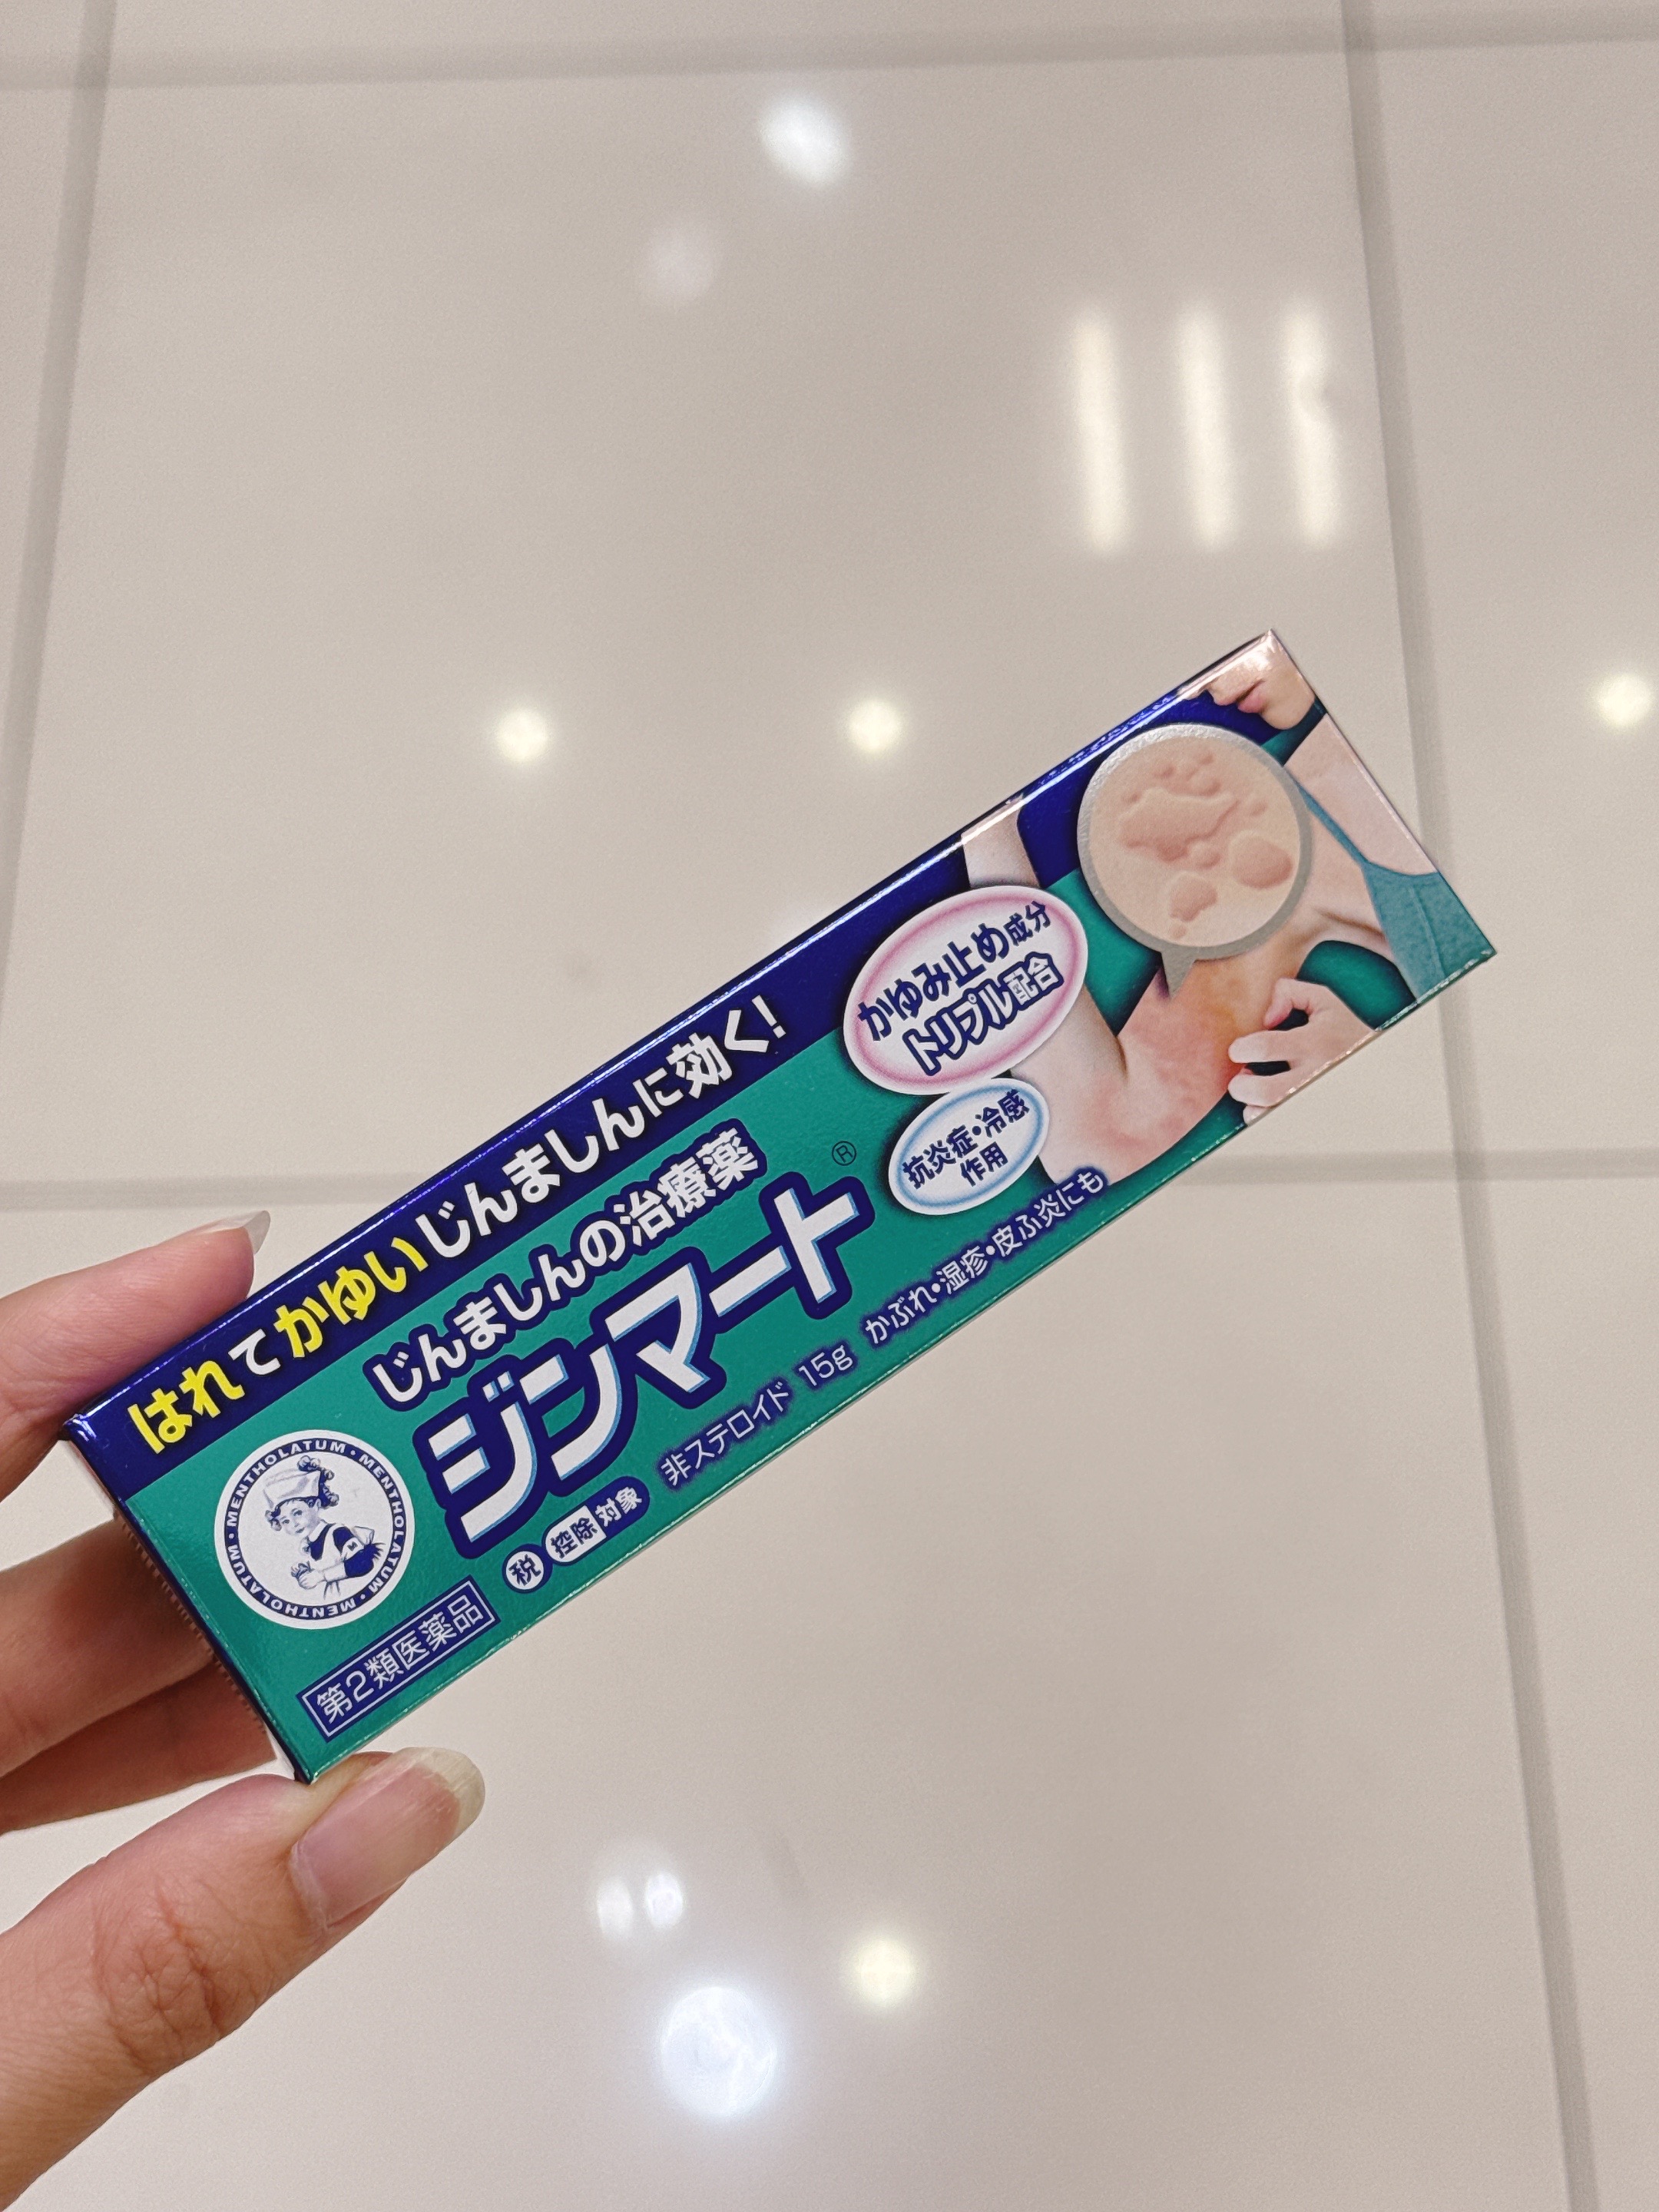 はれてかゆいじんましんに効く!
じんましんの治療薬
ジンマート®
かゆみ止め成分
トリプル配合
抗炎症・冷感
作用
非ステロイド 15g かぶれ・湿疹・皮ふ炎にも
税 控除対象
MENTHOLATUM・MENTHOLATUM・MENTHOLATUM・MENTHOLATUM・
第2類医薬品